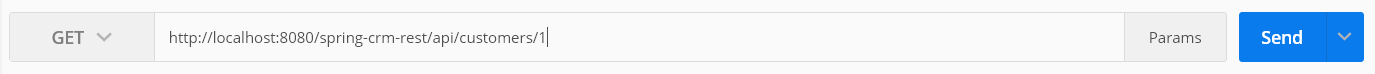 GET http://localhost:8080/spring-crm-rest/api/customers/1 Params Send